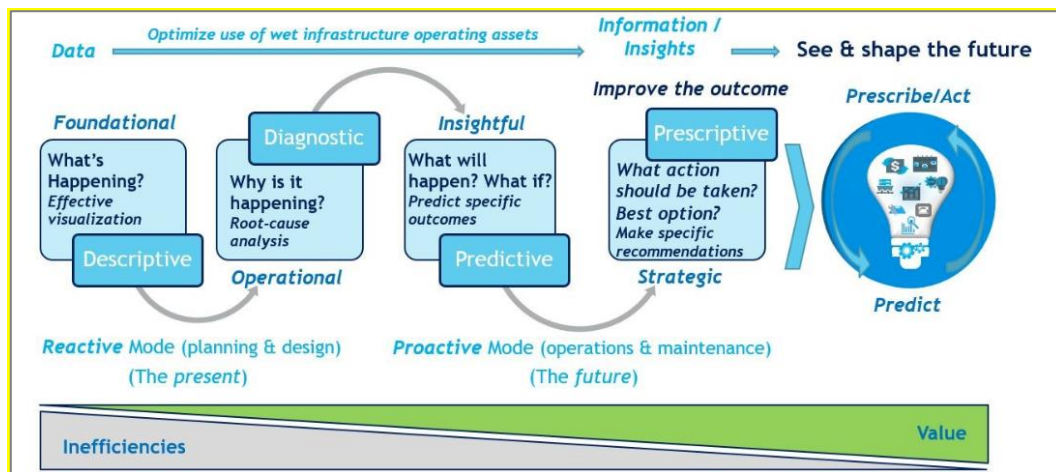 Data
Optimize use of wet infrastructure operating assets
Information /
Insights
See & shape the future
Foundational
What's
Happening?
Effective
visualization
Descriptive
Diagnostic
Why is it
happening?
Root-cause
analysis
Operational
Insightful
What will
happen? What if?
Predict specific
outcomes
Predictive
Improve the outcome
Prescriptive
What action
should be taken?
Best option?
Make specific
recommendations
Strategic
Prescribe/Act
$
Predict
Reactive Mode (planning & design)
(The present)
Proactive Mode (operations & maintenance)
(The future)
Inefficiencies
Value